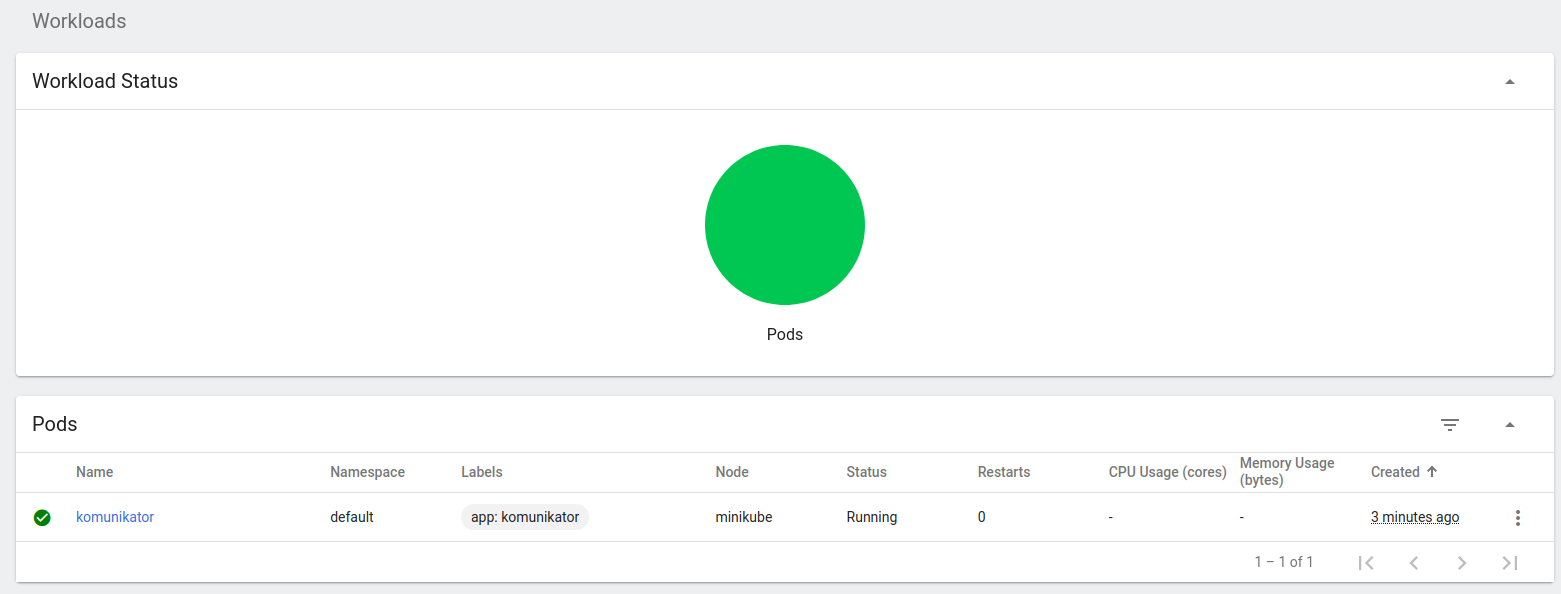 Workloads
Workload Status
Pods
Pods
Name Namespace Labels Node Status Restarts CPU Usage (cores) Memory Usage (bytes) Created
komunikator default app: komunikator minikube Running 0 - - 3 minutes ago
1 – 1 of 1